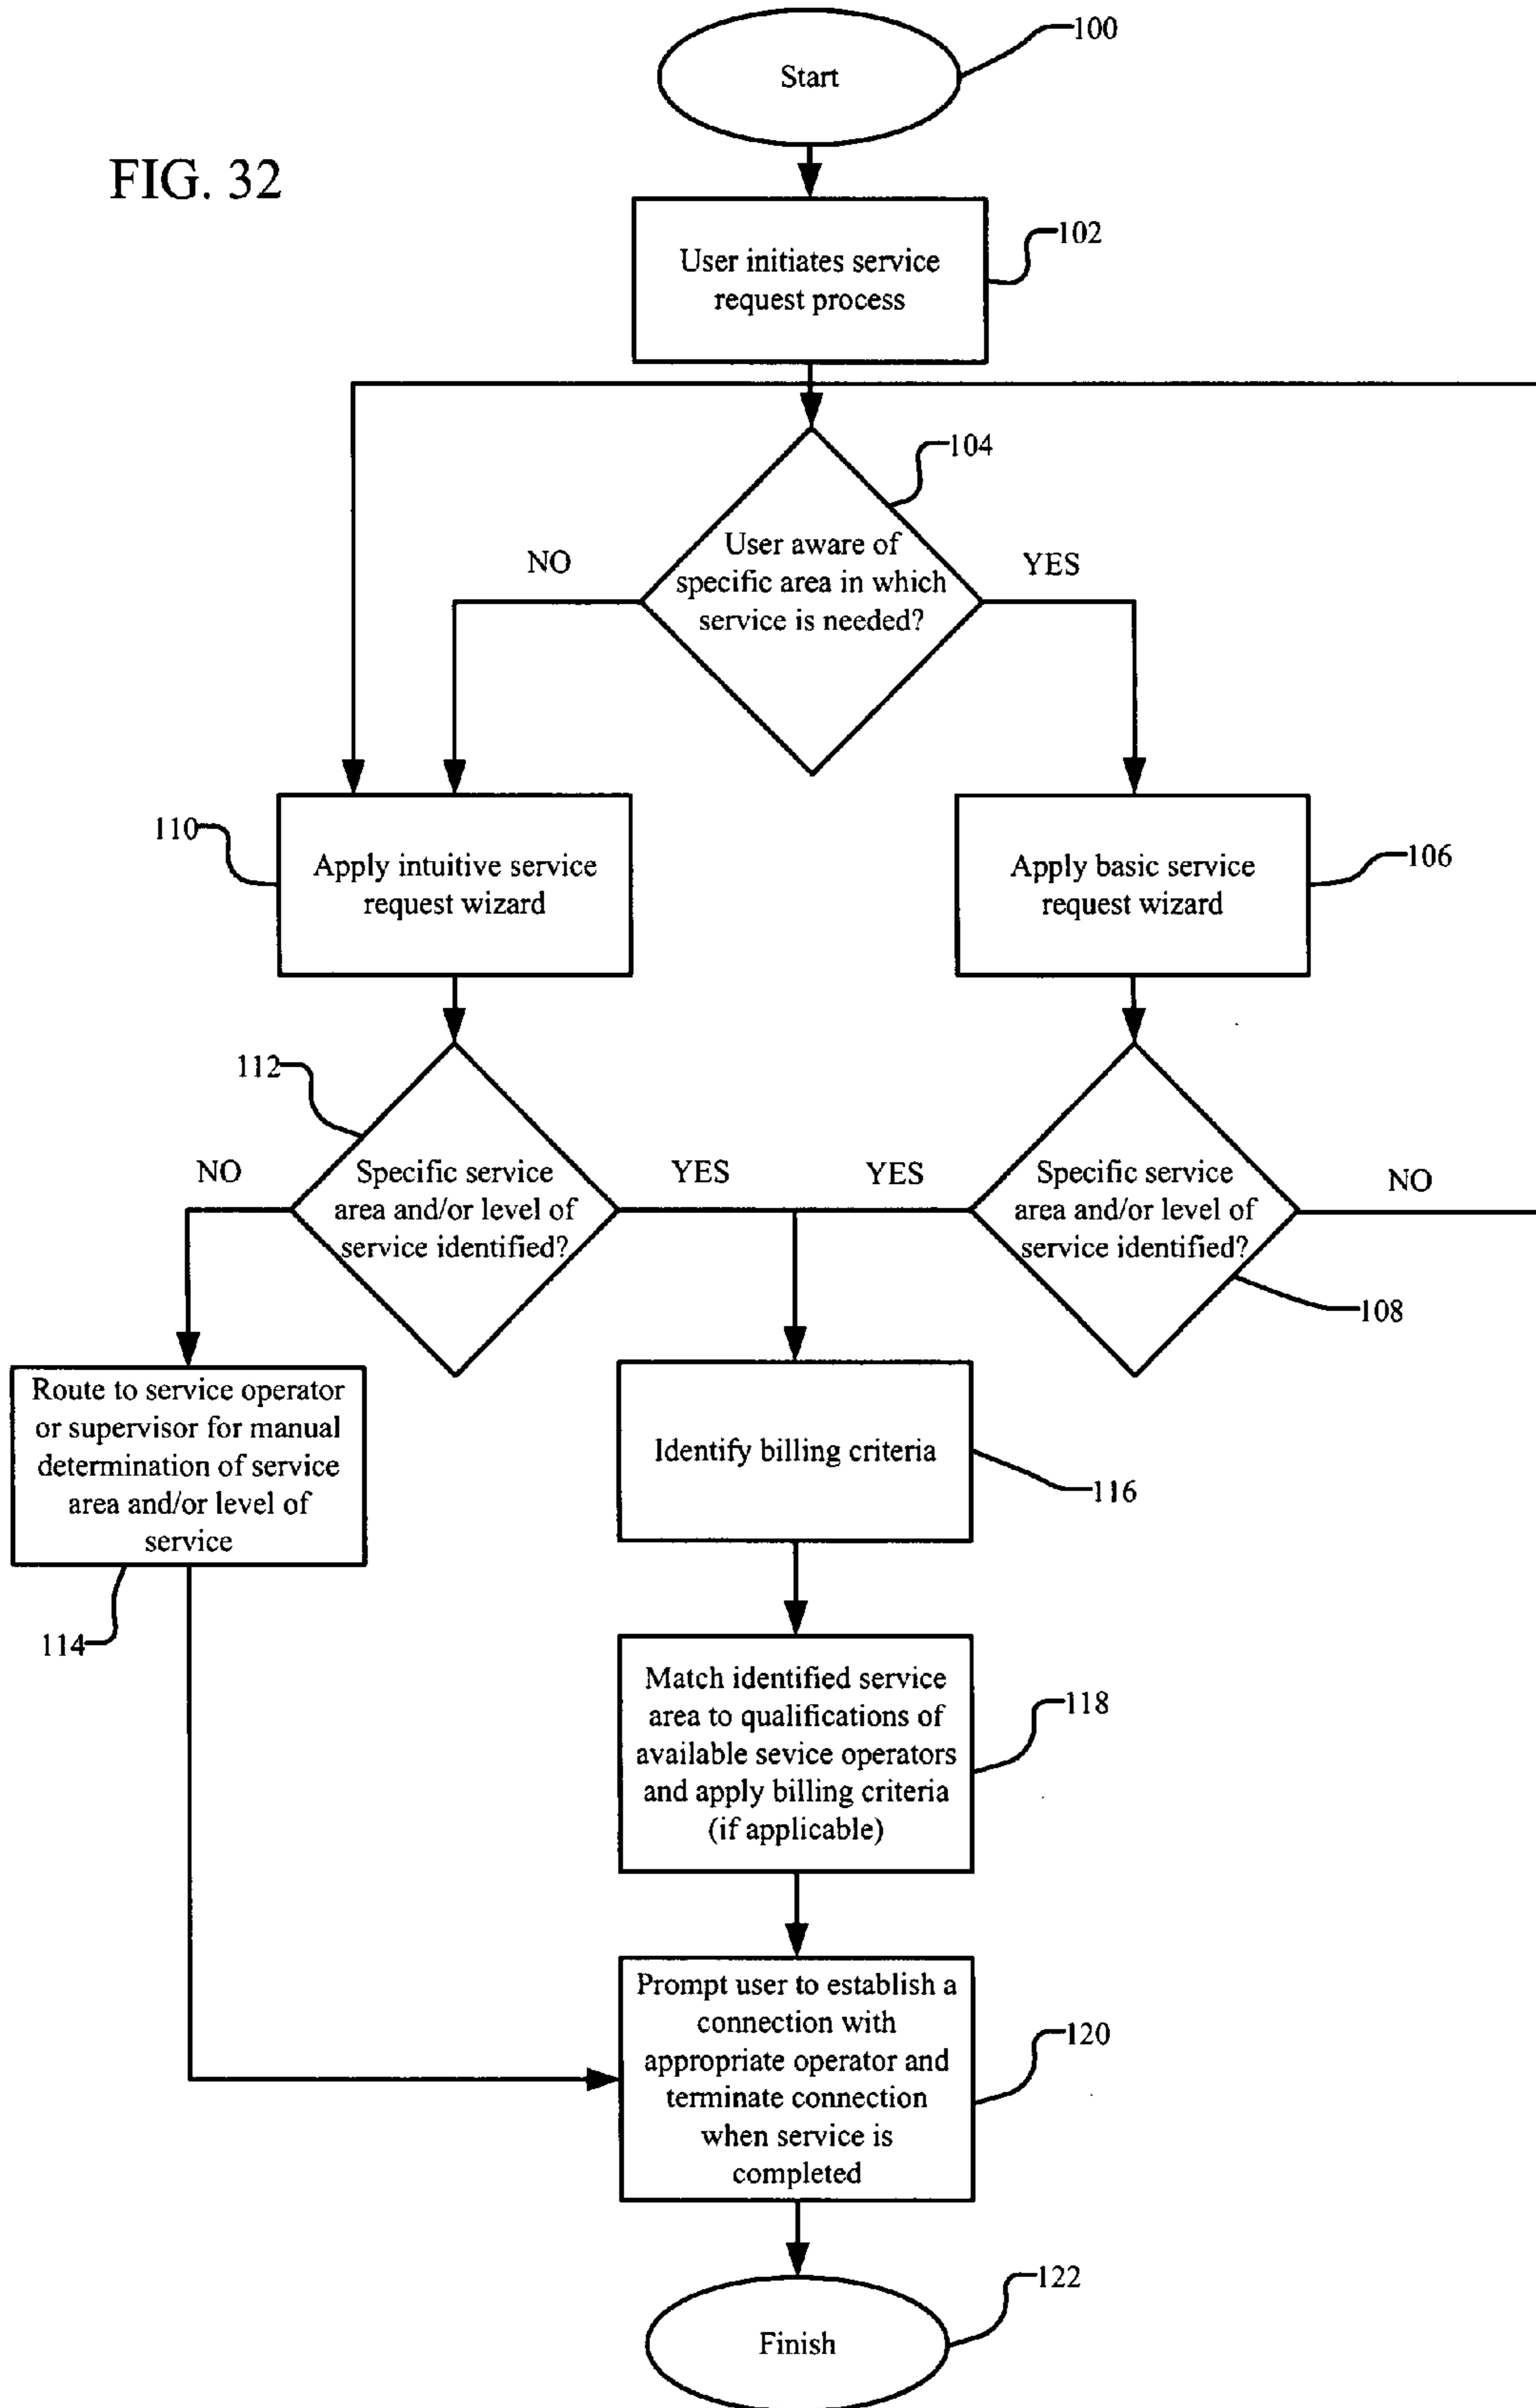 100
Start
FIG. 32
102
User initiates service
request process
104
User aware of
specific area in which
service is needed?
NO
YES
110
Apply intuitive service
request wizard
106
Apply basic service
request wizard
112
NO
Specific service
area and/or level of
service identified?
YES
YES
Specific service
area and/or level of
service identified?
NO
108
Route to service operator
or supervisor for manual
determination of service
area and/or level of
service
114
Identify billing criteria
116
Match identified service
area to qualifications of
available sevice operators
and apply billing criteria
(if applicable)
118
Prompt user to establish a
connection with
appropriate operator and
terminate connection
when service is
completed
120
122
Finish